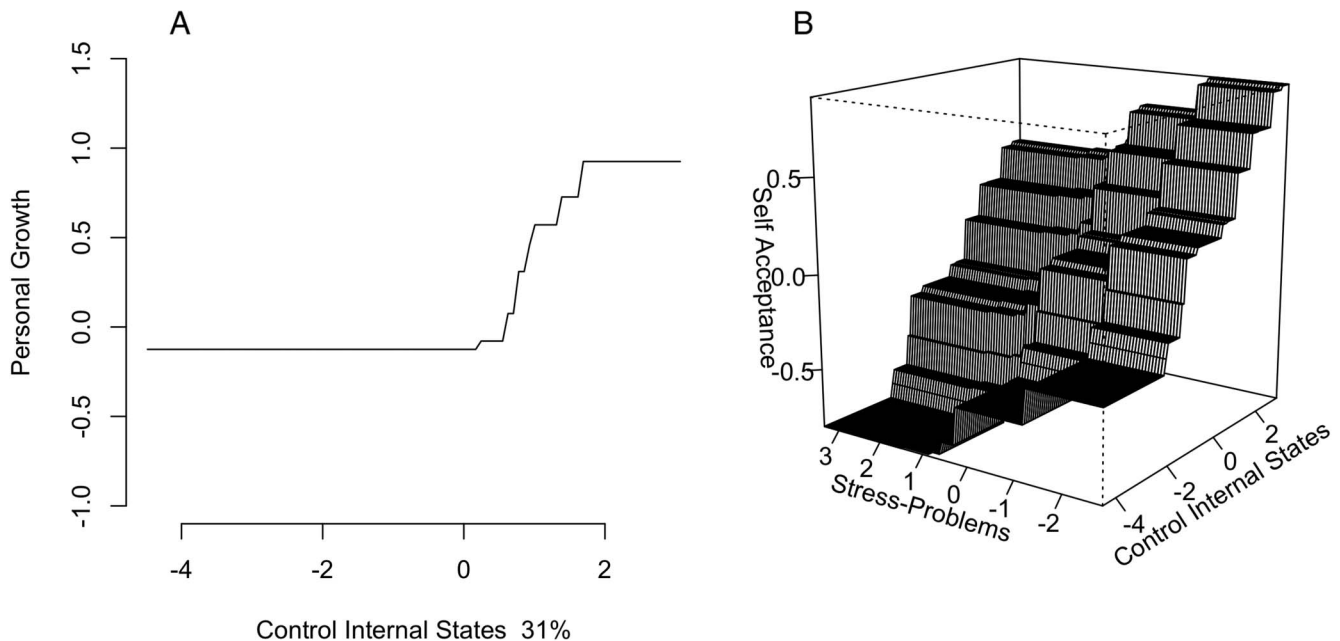 A
1.5
1.0
0.5
0.0
-0.5
-1.0
Personal Growth
-4 -2 0 2
Control Internal States 31%
B
0.5
0.0
-0.5
Self Acceptance
3 2 1 0 -1 -2
Stress-Problems
-4 -2 0 2
Control Internal States